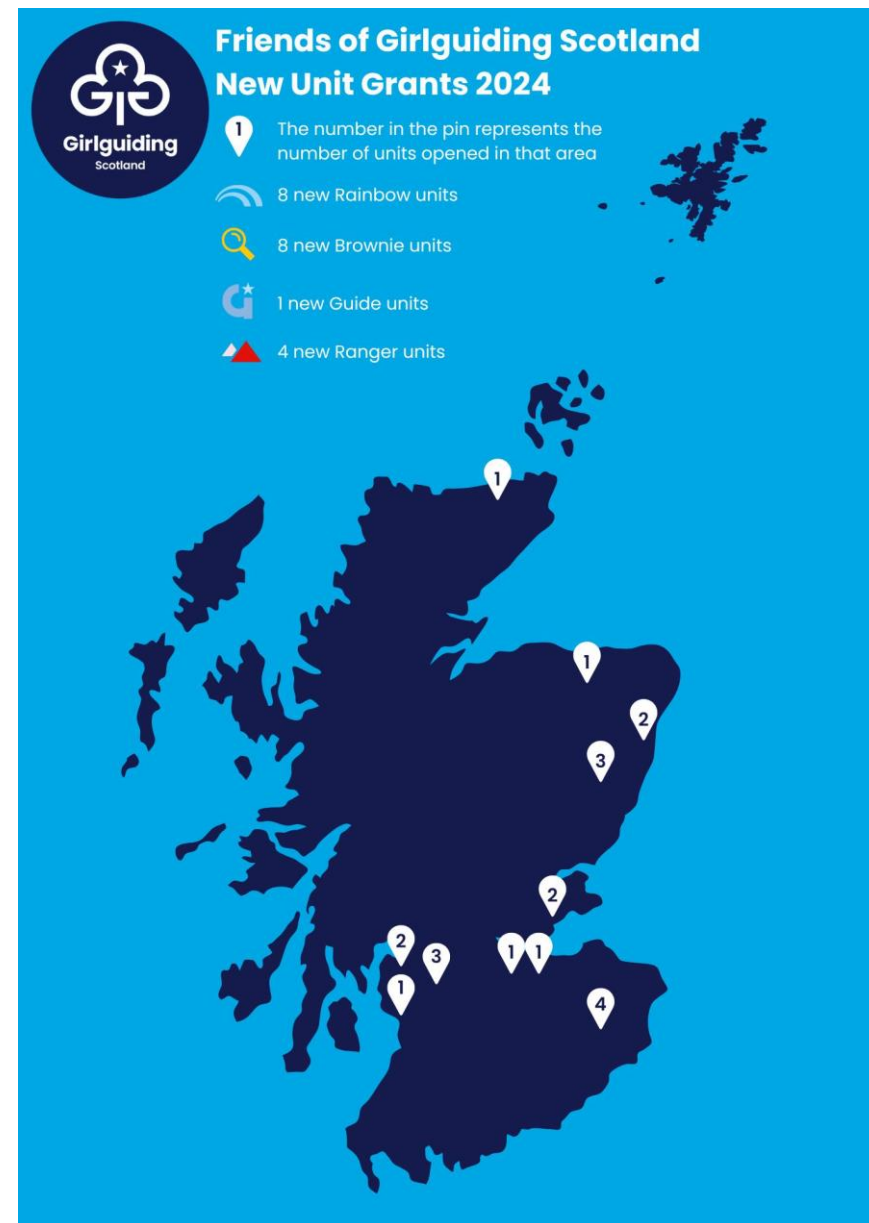 Friends of Girlguiding Scotland
New Unit Grants 2024
Girlguiding
Scotland
1
The number in the pin represents the
number of units opened in that area
8 new Rainbow units
8 new Brownie units
1 new Guide units
4 new Ranger units
1
1
2
3
2
2
3
1
1
1
4